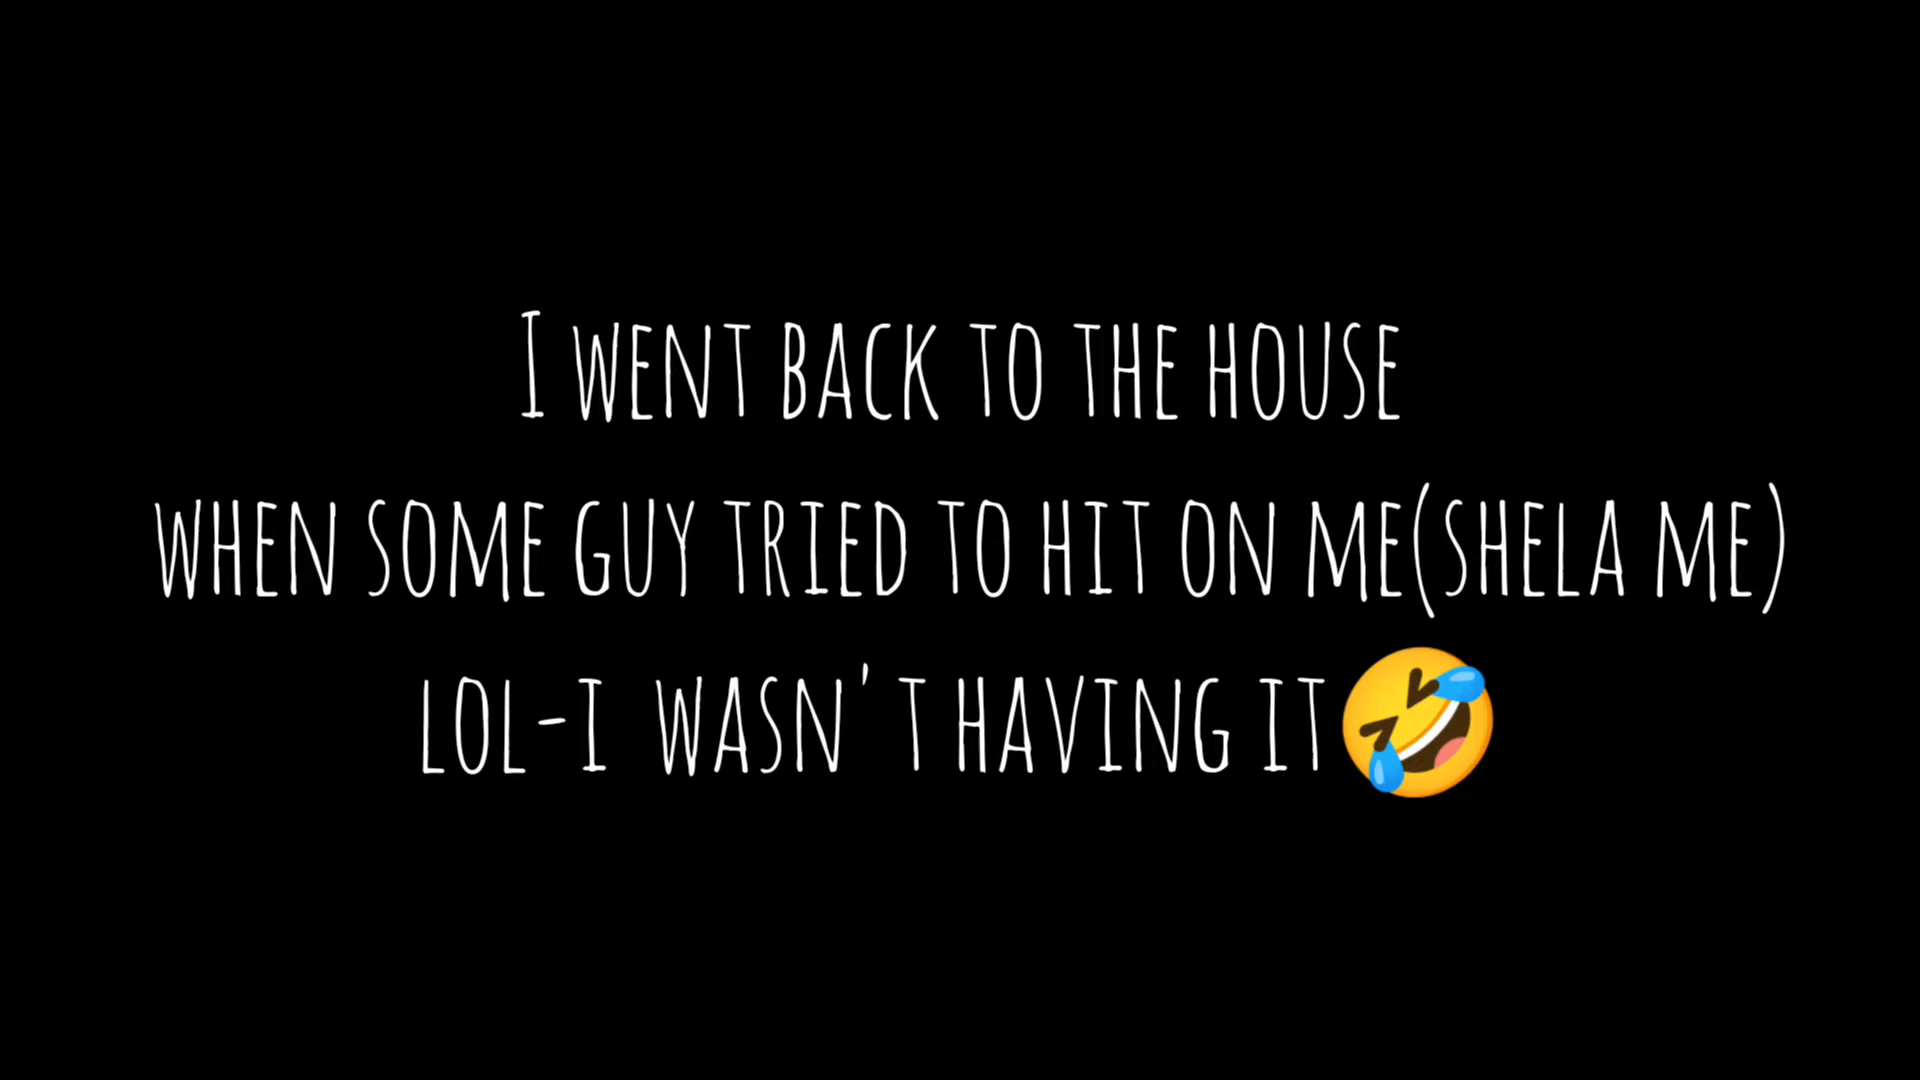 I WENT BACK TO THE HOUSE
WHEN SOME GUY TRIED TO HIT ON ME(SHELA ME)
LOL-I WASN'T HAVING IT🤣